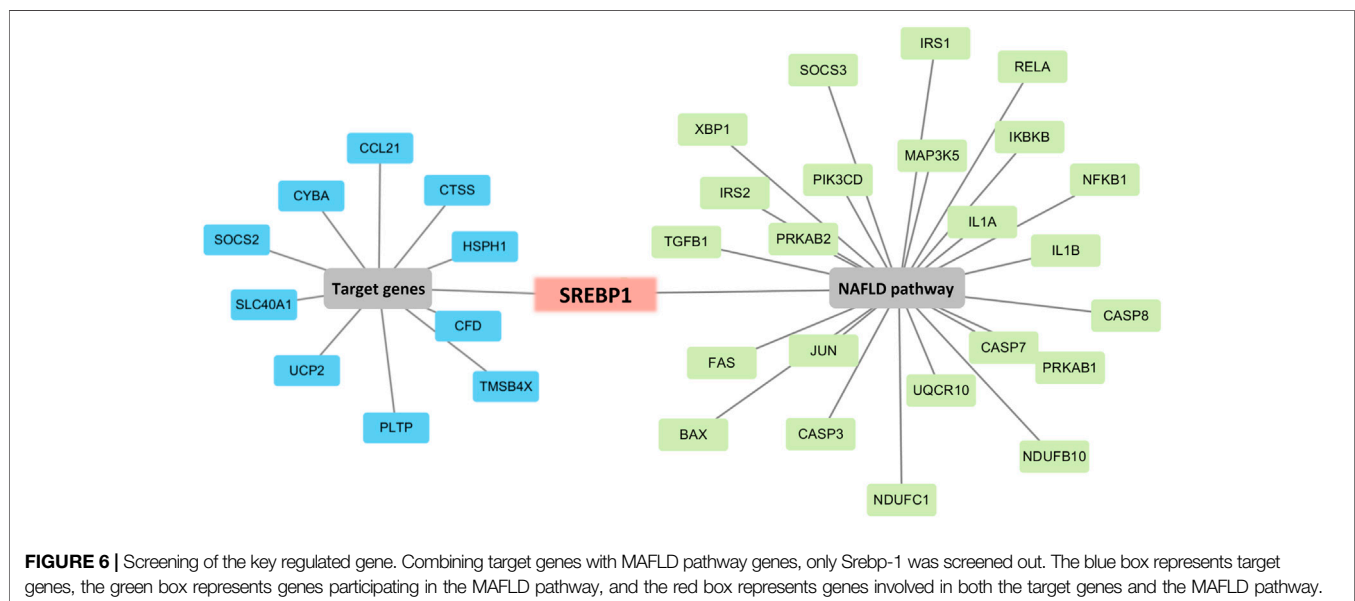 IRS1
SOCS3
RELA
XBP1
CCL21
IKBKB
MAP3K5
CYBA
CTSS
PIK3CD
NFKB1
IRS2
IL1A
SOCS2
HSPH1
TGFB1
PRKAB2
IL1B
Target genes
SREBP1
NAFLD pathway
SLC40A1
CFD
CASP8
UCP2
TMSB4X
FAS
JUN
CASP7
PRKAB1
UQCR10
PLTP
BAX
CASP3
NDUFB10
NDUFC1
FIGURE 6 | Screening of the key regulated gene. Combining target genes with MAFLD pathway genes, only Srebp-1 was screened out. The blue box represents target
genes, the green box represents genes participating in the MAFLD pathway, and the red box represents genes involved in both the target genes and the MAFLD pathway.